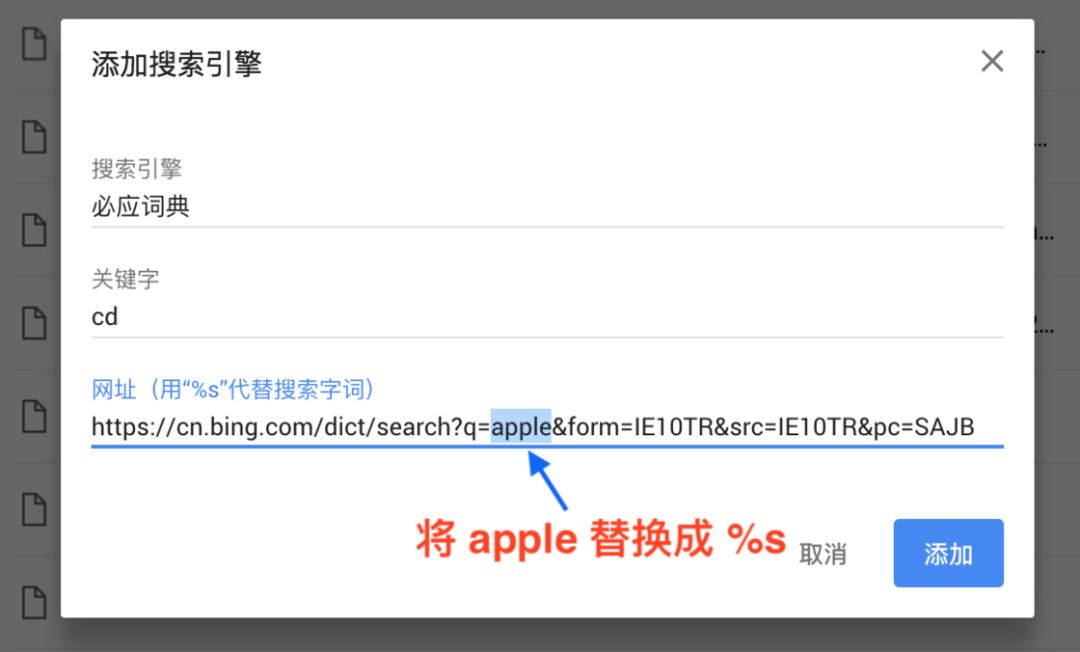 添加搜索引擎
搜索引擎
必应词典
关键字
cd
网址（用“%s”代替搜索字词）
https://cn.bing.com/dict/search?q=apple&form=IE10TR&src=IE10TR&pc=SAJB
将 apple 替换成 %s
取消
添加